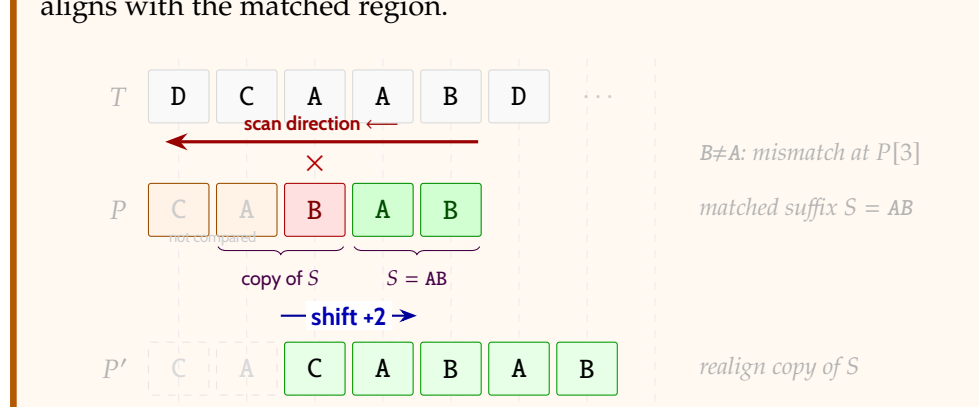 aligns with the matched region.
T D C A A B D ···
scan direction ⟵
B≠A: mismatch at P[3]
×
P C A B A B matched suffix S = AB
not compared
copy of S S = AB
shift +2
P′ C A C A B A B realign copy of S